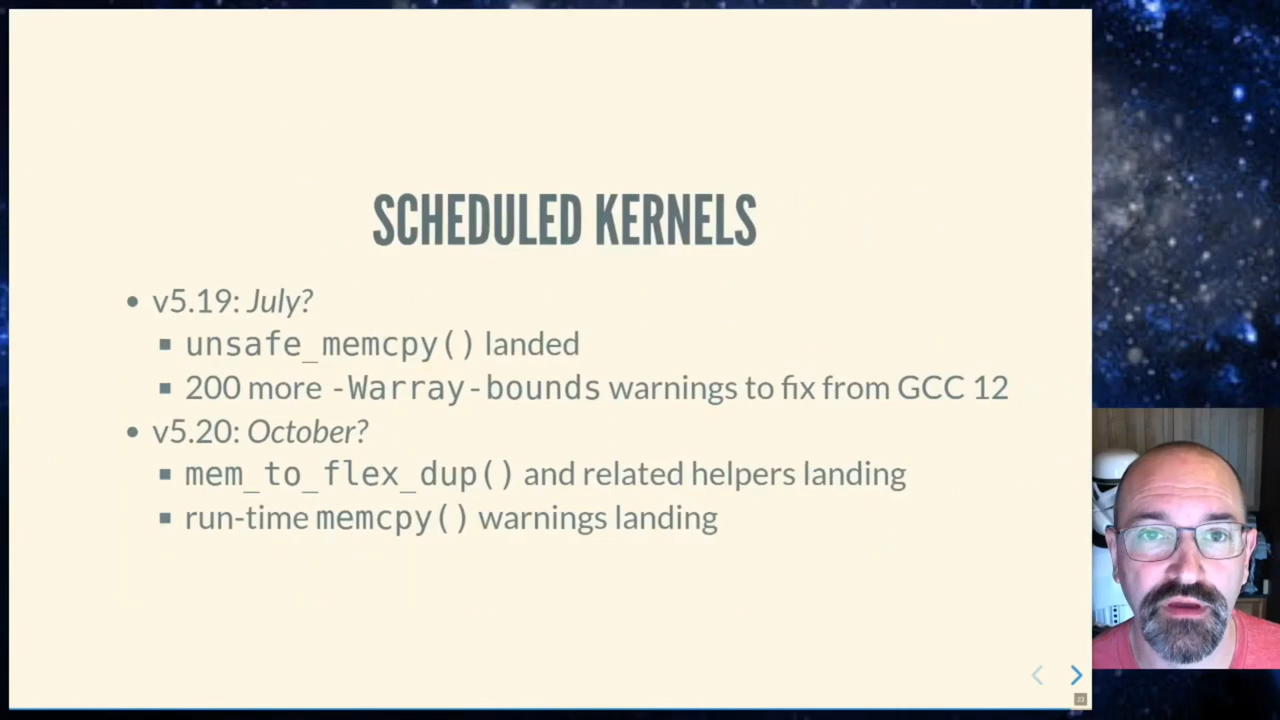 SCHEDULED KERNELS
• v5.19: July?
▪ unsafe_memcpy() landed
▪ 200 more -Warray-bounds warnings to fix from GCC 12
• v5.20: October?
▪ mem_to_flex_dup() and related helpers landing
▪ run-time memcpy() warnings landing